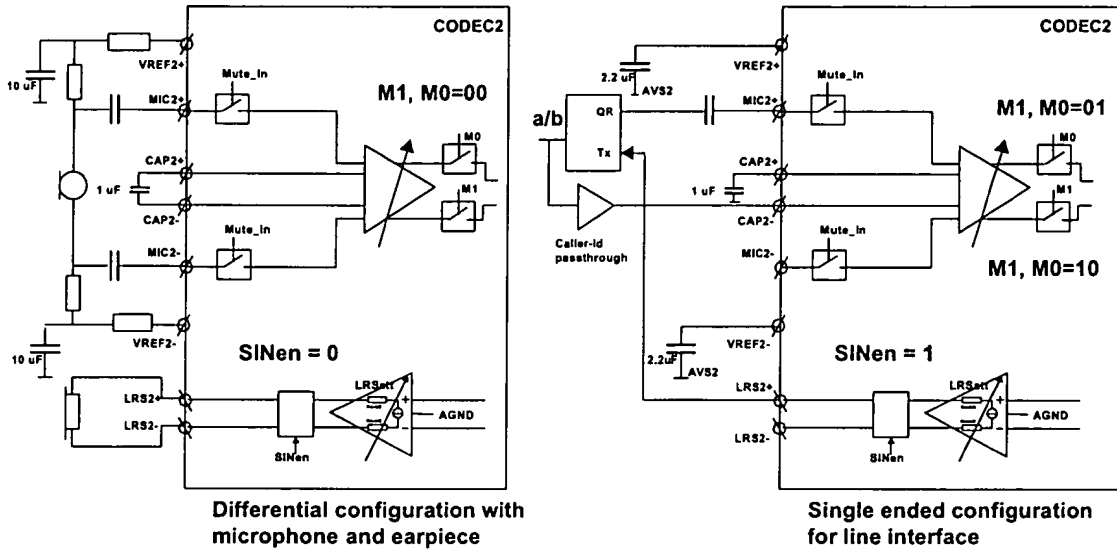 CODEC2
VREF2+
10 uF
Mute_In
MIC2+
M1, M0=00
M0
CAP2+
1 uF
M1
CAP2-
Mute_In
MIC2-
VREF2-
10 uF
SINen = 0
LRS2+
LRSatt
AGND
LRS2-
SINen
Differential configuration with
microphone and earpiece
CODEC2
VREF2+
2.2 uF
AVS2
Mute_In
MIC2+
M1, M0=01
a/b
QR
M0
Tx
CAP2+
1 uF
M1
CAP2-
Caller-id
passthrough
Mute_In
MIC2-
M1, M0=10
VREF2-
2.2uF
AVS2
SINen = 1
LRS2+
LRSatt
AGND
LRS2-
SINen
Single ended configuration
for line interface